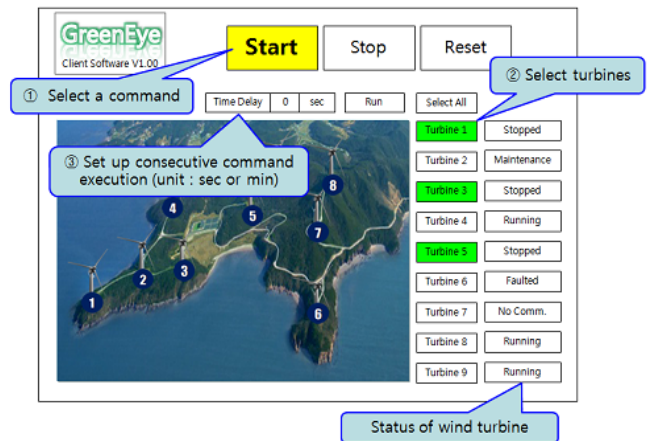 GreenEye
Client Software V1.00
Start
Stop
Reset
① Select a command
② Select turbines
Time Delay 0 sec Run Select All
③ Set up consecutive command
execution (unit : sec or min)
Turbine 1 Stopped
Turbine 2 Maintenance
Turbine 3 Stopped
Turbine 4 Running
Turbine 5 Stopped
Turbine 6 Faulted
Turbine 7 No Comm.
Turbine 8 Running
Turbine 9 Running
8
4
5
7
3
2
1
6
Status of wind turbine